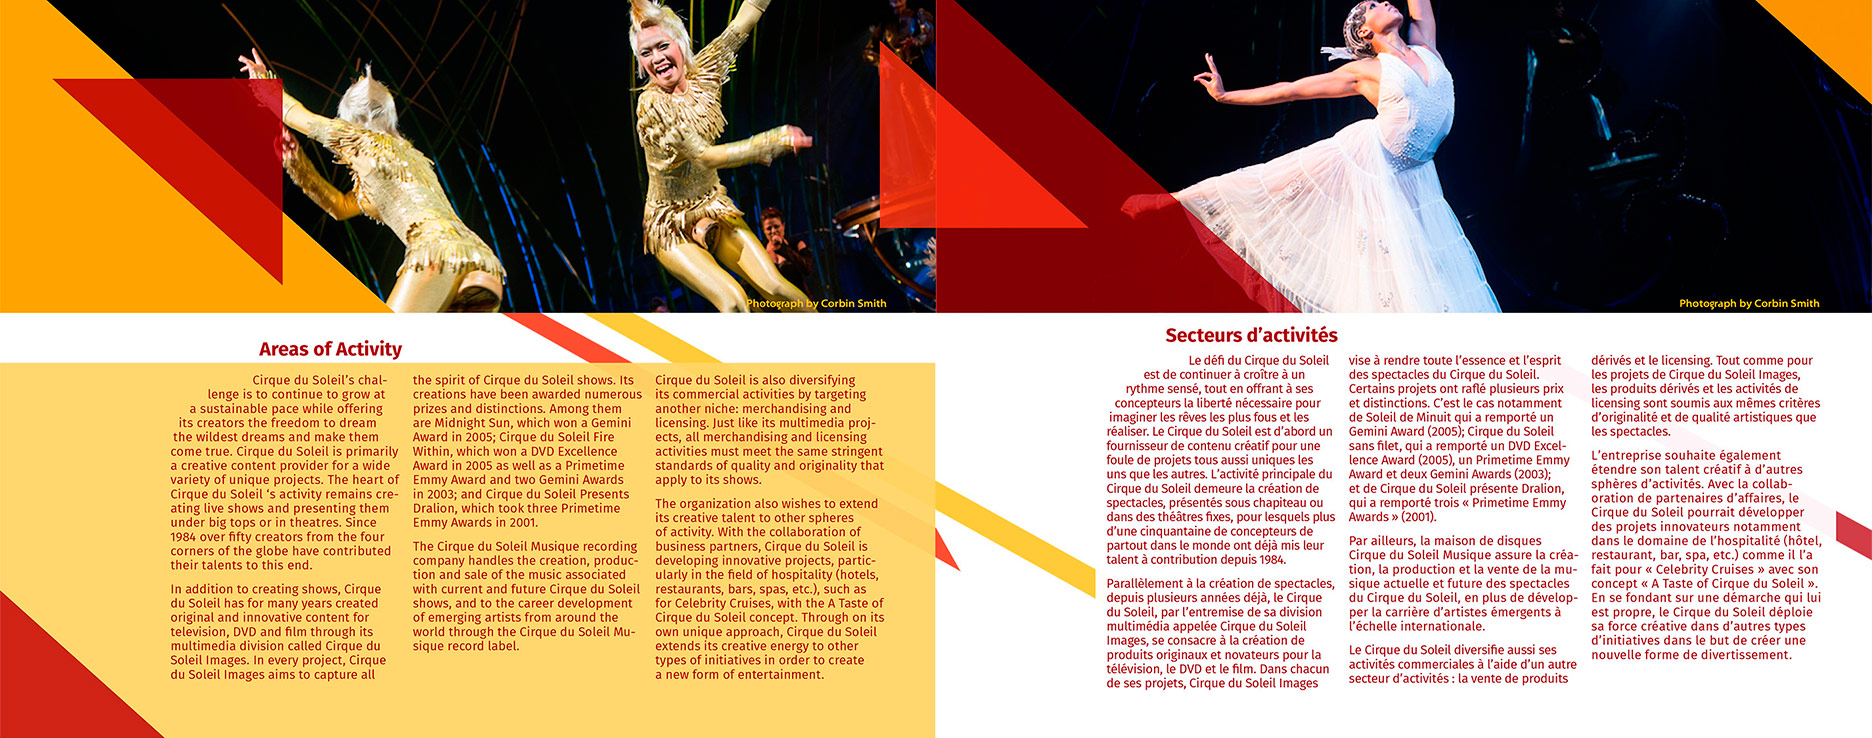 Photograph by Corbin Smith
Areas of Activity
Cirque du Soleil’s chal-
lenge is to continue to grow at
a sustainable pace while offering
its creators the freedom to dream
the wildest dreams and make them
come true. Cirque du Soleil is primarily
a creative content provider for a wide
variety of unique projects. The heart of
Cirque du Soleil ‘s activity remains cre-
ating live shows and presenting them
under big tops or in theatres. Since
1984 over fifty creators from the four
corners of the globe have contributed
their talents to this end.
In addition to creating shows, Cirque
du Soleil has for many years created
original and innovative content for
television, DVD and film through its
multimedia division called Cirque du
Soleil Images. In every project, Cirque
du Soleil Images aims to capture all
the spirit of Cirque du Soleil shows. Its
creations have been awarded numerous
prizes and distinctions. Among them
are Midnight Sun, which won a Gemini
Award in 2005; Cirque du Soleil Fire
Within, which won a DVD Excellence
Award in 2005 as well as a Primetime
Emmy Award and two Gemini Awards
in 2003; and Cirque du Soleil Presents
Dralion, which took three Primetime
Emmy Awards in 2001.
The Cirque du Soleil Musique recording
company handles the creation, produc-
tion and sale of the music associated
with current and future Cirque du Soleil
shows, and to the career development
of emerging artists from around the
world through the Cirque du Soleil Mu-
sique record label.
Cirque du Soleil is also diversifying
its commercial activities by targeting
another niche: merchandising and
licensing. Just like its multimedia proj-
ects, all merchandising and licensing
activities must meet the same stringent
standards of quality and originality that
apply to its shows.
The organization also wishes to extend
its creative talent to other spheres
of activity. With the collaboration of
business partners, Cirque du Soleil is
developing innovative projects, partic-
ularly in the field of hospitality (hotels,
restaurants, bars, spas, etc.), such as
for Celebrity Cruises, with the A Taste of
Cirque du Soleil concept. Through on its
own unique approach, Cirque du Soleil
extends its creative energy to other
types of initiatives in order to create
a new form of entertainment.
Photograph by Corbin Smith
Secteurs d’activités
Le défi du Cirque du Soleil
est de continuer à croître à un
rythme sensé, tout en offrant à ses
concepteurs la liberté nécessaire pour
imaginer les rêves les plus fous et les
réaliser. Le Cirque du Soleil est d’abord un
fournisseur de contenu créatif pour une
foule de projets tous aussi uniques les
uns que les autres. L’activité principale du
Cirque du Soleil demeure la création de
spectacles, présentés sous chapiteau ou
dans des théâtres fixes, pour lesquels plus
d’une cinquantaine de concepteurs de
partout dans le monde ont déjà mis leur
talent à contribution depuis 1984.
Parallèlement à la création de spectacles,
depuis plusieurs années déjà, le Cirque
du Soleil, par l’entremise de sa division
multimédia appelée Cirque du Soleil
Images, se consacre à la création de
produits originaux et novateurs pour la
télévision, le DVD et le film. Dans chacun
de ses projets, Cirque du Soleil Images
vise à rendre toute l’essence et l’esprit
des spectacles du Cirque du Soleil.
Certains projets ont raflé plusieurs prix
et distinctions. C’est le cas notamment
de Soleil de Minuit qui a remporté un
Gemini Award (2005); Cirque du Soleil
sans filet, qui a remporté un DVD Excel-
lence Award (2005), un Primetime Emmy
Award et deux Gemini Awards (2003);
et de Cirque du Soleil présente Dralion,
qui a remporté trois « Primetime Emmy
Awards » (2001).
Par ailleurs, la maison de disques
Cirque du Soleil Musique assure la créa-
tion, la production et la vente de la mu-
sique actuelle et future des spectacles
du Cirque du Soleil, en plus de dévelop-
per la carrière d’artistes émergents à
l’échelle internationale.
Le Cirque du Soleil diversifie aussi ses
activités commerciales à l’aide d’un autre
secteur d’activités : la vente de produits
dérivés et le licensing. Tout comme pour
les projets de Cirque du Soleil Images,
les produits dérivés et les activités de
licensing sont soumis aux mêmes critères
d’originalité et de qualité artistiques que
les spectacles.
L’entreprise souhaite également
étendre son talent créatif à d’autres
sphères d’activités. Avec la collab-
oration de partenaires d’affaires, le
Cirque du Soleil pourrait développer
des projets innovateurs notamment
dans le domaine de l’hospitalité (hôtel,
restaurant, bar, spa, etc.) comme il l’a
fait pour « Celebrity Cruises » avec son
concept « A Taste of Cirque du Soleil ».
En se fondant sur une démarche qui lui
est propre, le Cirque du Soleil déploie
sa force créative dans d’autres types
d’initiatives dans le but de créer une
nouvelle forme de divertissement.